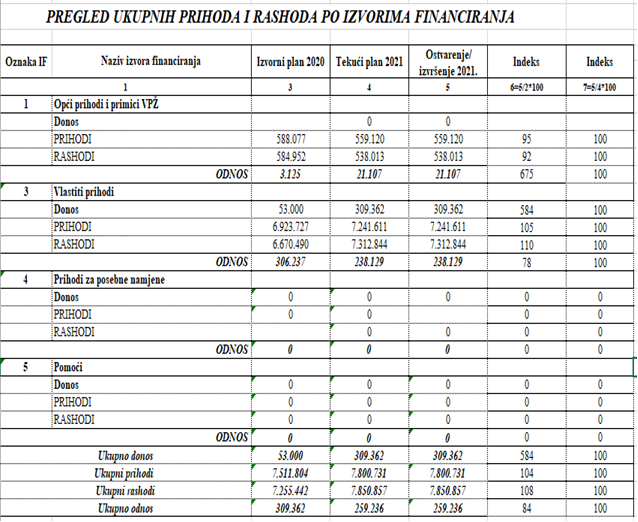 PREGLED UKUPNIH PRIHODA I RASHODA PO IZVORIMA FINANCIRANJA
Oznaka IF Naziv izvora financiranja Izvorni plan 2020 Tekući plan 2021 Ostvarenje/ izvršenje 2021. Indeks Indeks
1 3 4 5 6=5/2*100 7=5/4*100
1 Opći prihodi i primici VPŽ
Donos 0 0
PRIHODI 588.077 559.120 559.120 95 100
RASHODI 584.952 538.013 538.013 92 100
ODNOS 3.125 21.107 21.107 675 100
3 Vlastiti prihodi
Donos 53.000 309.362 309.362 584 100
PRIHODI 6.923.727 7.241.611 7.241.611 105 100
RASHODI 6.670.490 7.312.844 7.312.844 110 100
ODNOS 306.237 238.129 238.129 78 100
4 Prihodi za posebne namjene
Donos 0 0 0 0 0
PRIHODI 0 0 0 0
RASHODI 0 0 0 0
ODNOS 0 0 0 0 0
5 Pomoći
Donos 0 0 0 0 0
PRIHODI 0 0 0 0 0
RASHODI 0 0 0 0 0
ODNOS 0 0 0 0 0
Ukupno donos 53.000 309.362 309.362 584 100
Ukupni prihodi 7.511.804 7.800.731 7.800.731 104 100
Ukupni rashodi 7.255.442 7.850.857 7.850.857 108 100
Ukupno odnos 309.362 259.236 259.236 84 100